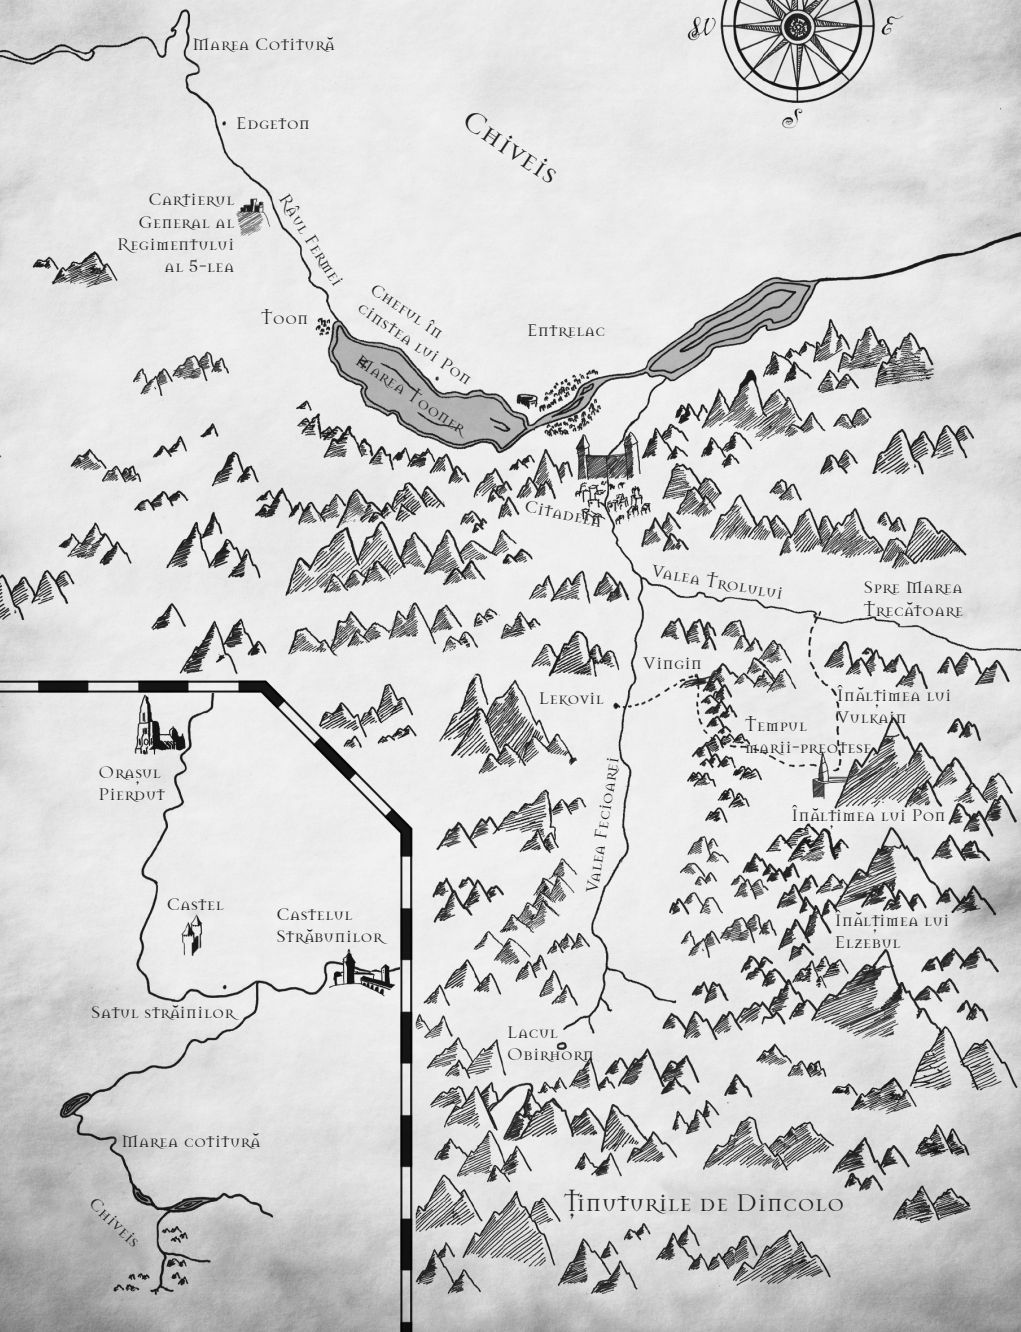 W
E
S
Marea Cotitură
Edgeton
Chiveis
Cartierul
General al
Regimentului
al 5-lea
Râul Fermei
Toon
Cheful în
cinstea lui Pon
Entrelac
Marea Tooner
Citadela
Valea Trolului
Spre Marea
Trecătoare
Vingin
Lekovil
Înălțimea lui
Vulkain
Templul
marii-preotese
Orașul
Pierdut
Înălțimea lui Pon
Valea Fecioarei
Castel
Castelul
Străbunilor
Înălțimea lui
Elzebul
Satul străinilor
Lacul
Obirhorn
Marea cotitură
Chiveis
Ținuturile de Dincolo